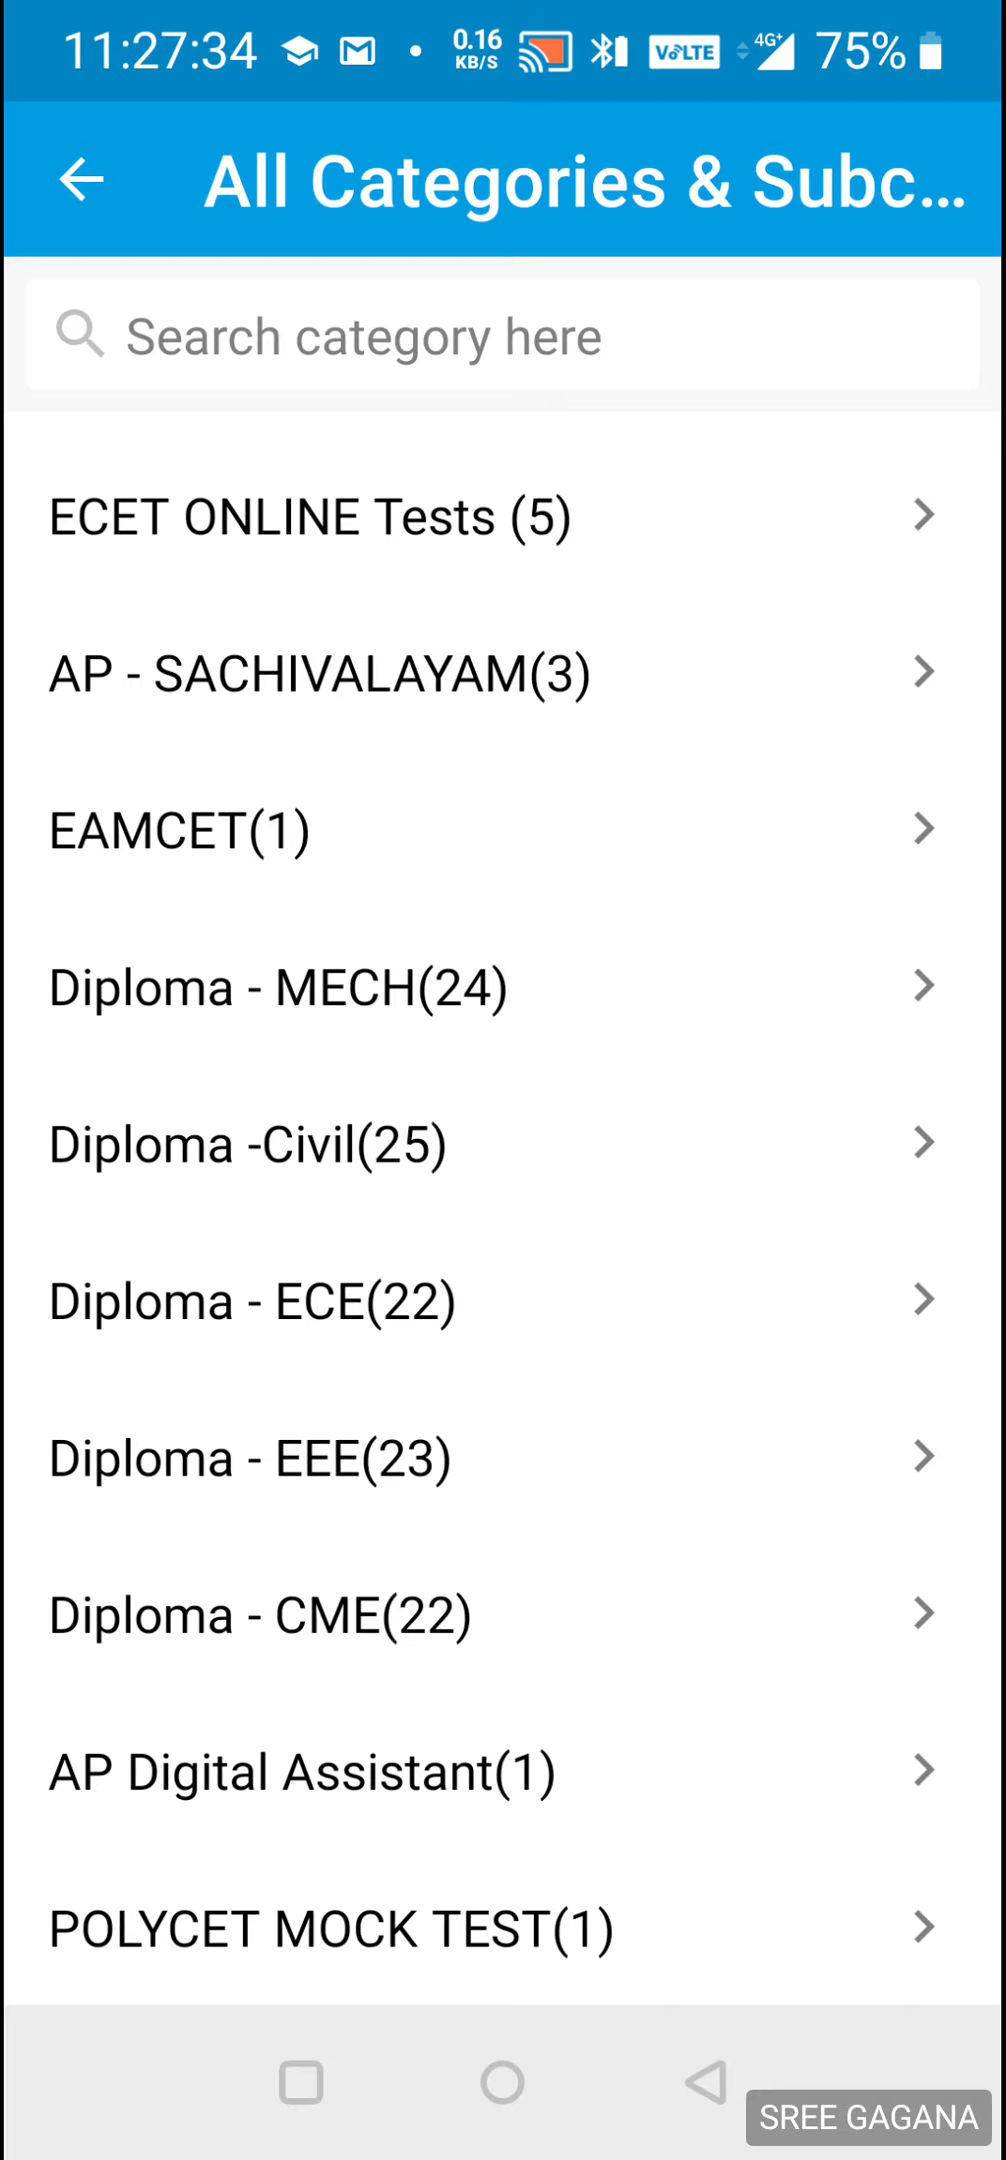 11:27:34 0.16 KB/S VoLTE 4G+ 75%
All Categories & Subc...
Search category here
ECET ONLINE Tests (5)
AP - SACHIVALAYAM(3)
EAMCET(1)
Diploma - MECH(24)
Diploma -Civil(25)
Diploma - ECE(22)
Diploma - EEE(23)
Diploma - CME(22)
AP Digital Assistant(1)
POLYCET MOCK TEST(1)
SREE GAGANA